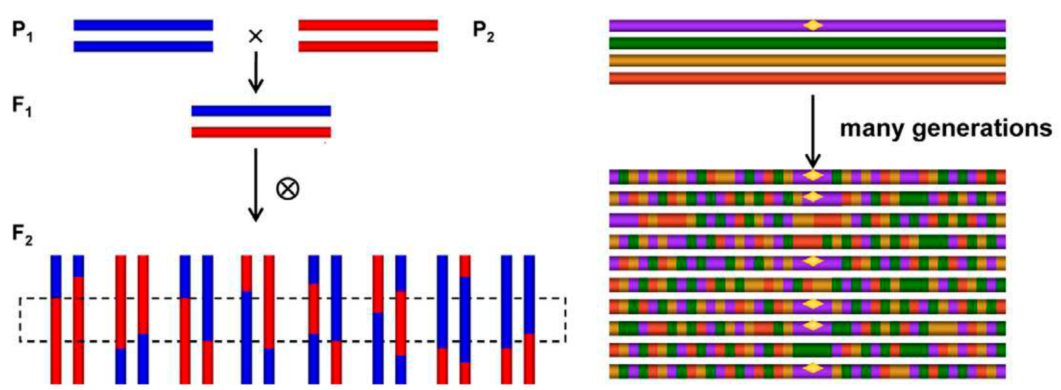 P1 × P2
F1
⊗
F2
many generations